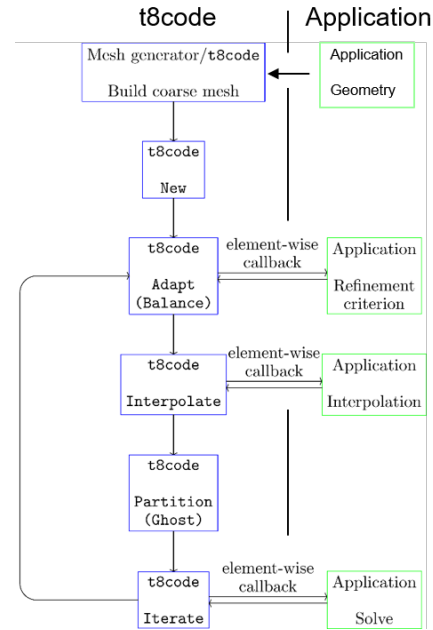 t8code
Application
Mesh generator/t8code
Build coarse mesh
Application
Geometry
t8code
New
t8code
Adapt
(Balance)
element-wise
callback
Application
Refinement
criterion
t8code
Interpolate
element-wise
callback
Application
Interpolation
t8code
Partition
(Ghost)
t8code
Iterate
element-wise
callback
Application
Solve